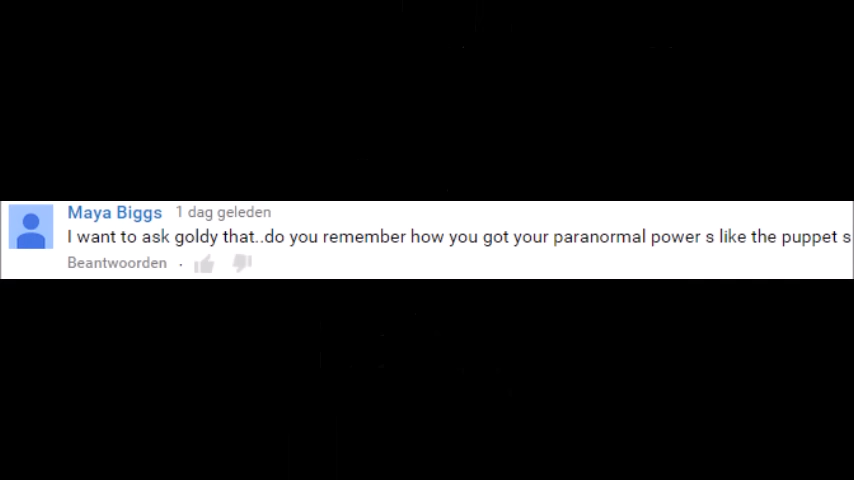 Maya Biggs 1 dag geleden
I want to ask goldy that..do you remember how you got your paranormal power s like the puppet s
Beantwoorden ·